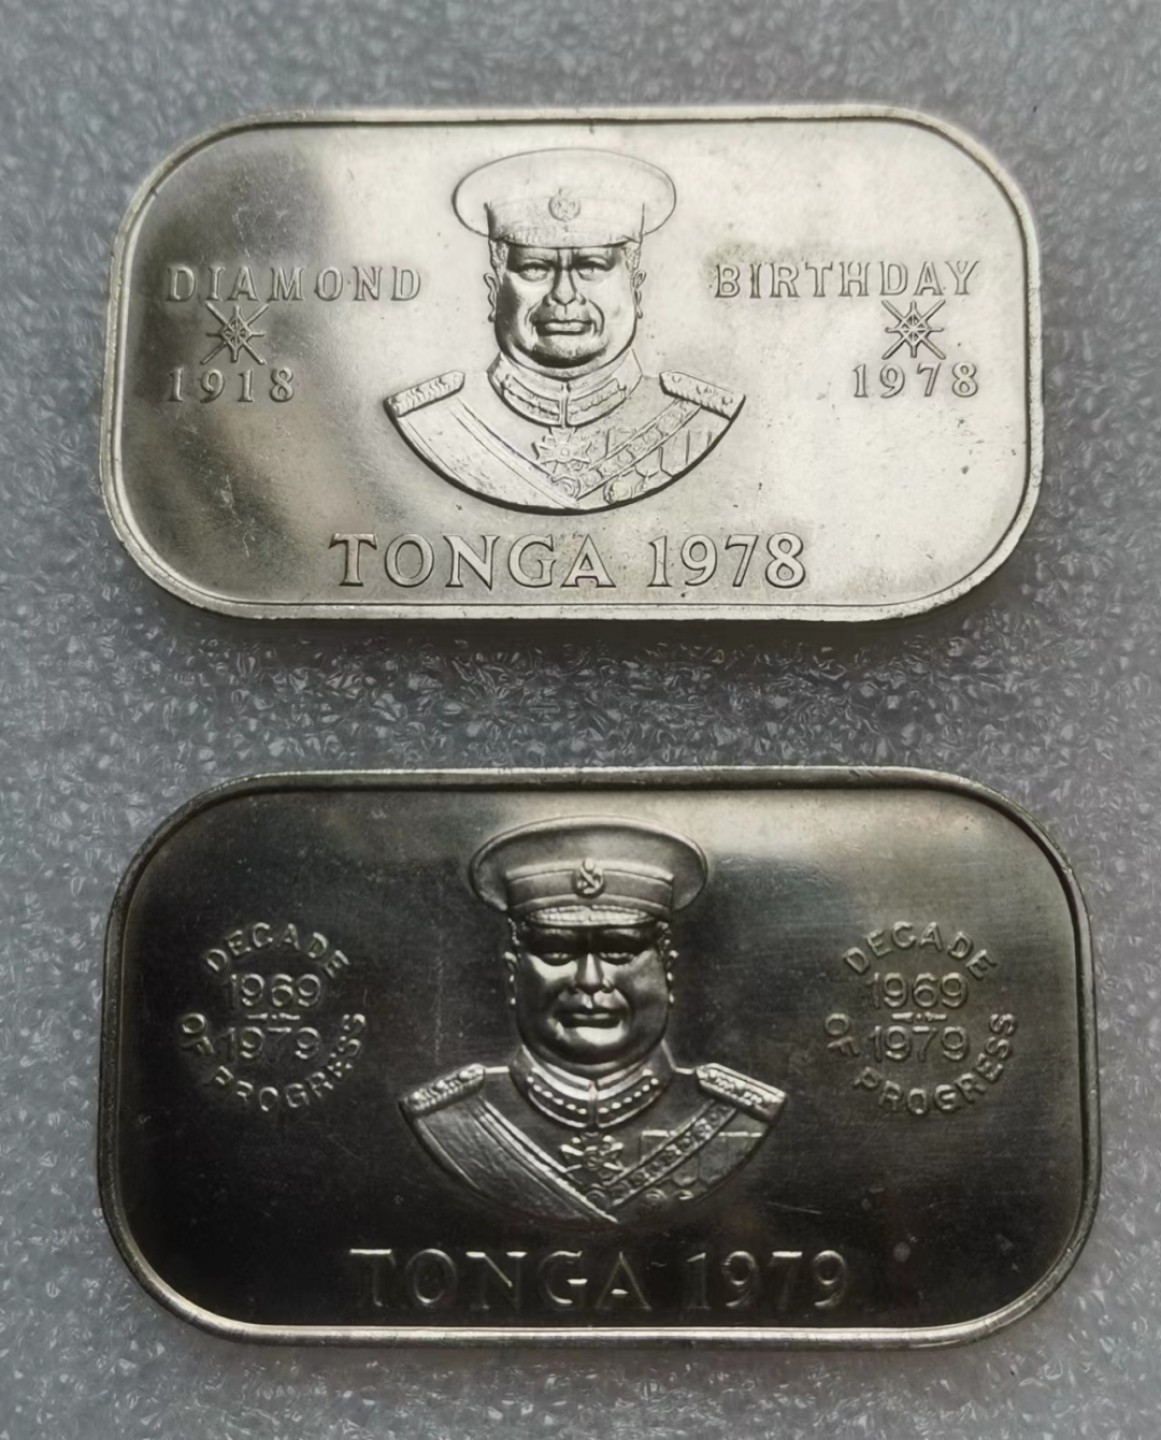 DIAMOND
1918
BIRTHDAY
1978
TONGA 1978
DECADE
1969
1979
OF PROGRESS
DECADE
1969
1979
OF PROGRESS
TONGA 1979